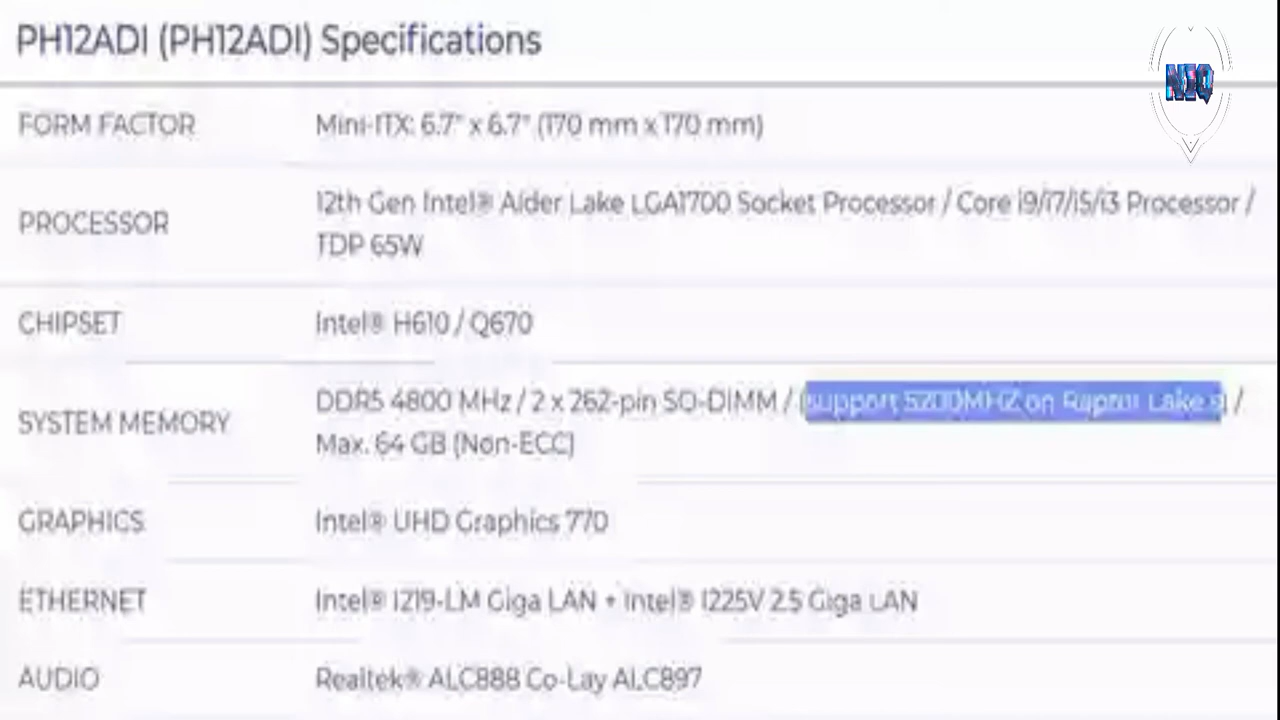 PH12ADI (PH12ADI) Specifications
NIQ
FORM FACTOR
Mini-ITX: 6.7" x 6.7" (170 mm x 170 mm)
PROCESSOR
12th Gen Intel® Alder Lake LGA1700 Socket Processor / Core i9/i7/i5/i3 Processor /
TDP 65W
CHIPSET
Intel® H610 / Q670
SYSTEM MEMORY
DDR5 4800 MHz / 2 x 262-pin SO-DIMM / (support 5200MHZ on Raptor Lake /
Max. 64 GB (Non-ECC)
GRAPHICS
Intel® UHD Graphics 770
ETHERNET
Intel® I219-LM Giga LAN + Intel® I225V 2.5 Giga LAN
AUDIO
Realtek® ALC888 Co-Lay ALC897